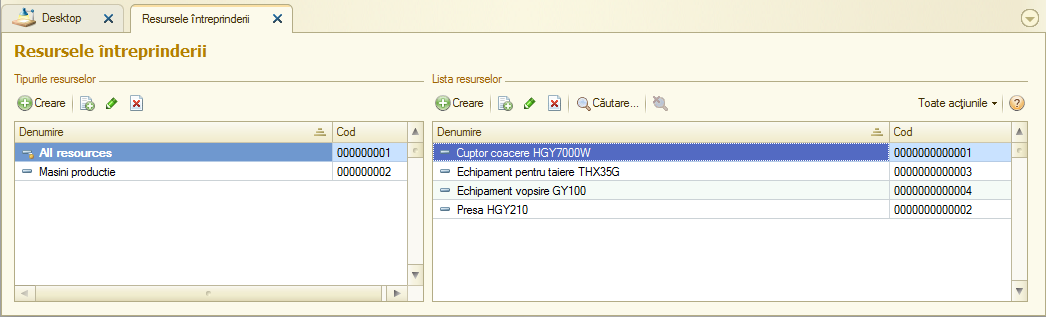 Desktop
Resursele întreprinderii
Resursele întreprinderii
Tipurile resurselor
Creare
Denumire Cod
All resources 000000001
Masini productie 000000002
Lista resurselor
Creare Căutare... Toate acțiunile ?
Denumire Cod
Cuptor coacere HGY7000W 0000000000001
Echipament pentru taiere THX35G 0000000000003
Echipament vopsire GY100 0000000000004
Presa HGY210 0000000000002